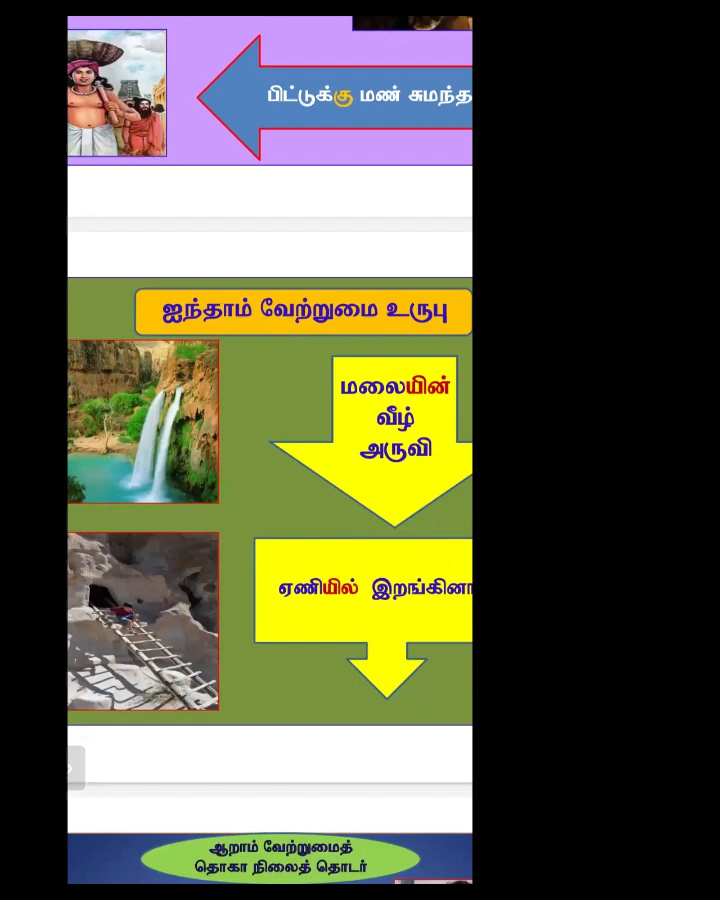 பிட்டுக்கு மண் சுமந்த
ஐந்தாம் வேற்றுமை உருபு
மலையின்
வீழ்
அருவி
ஏணியில் இறங்கினா
ஆறாம் வேற்றுமைத்
தொகா நிலைத் தொடர்